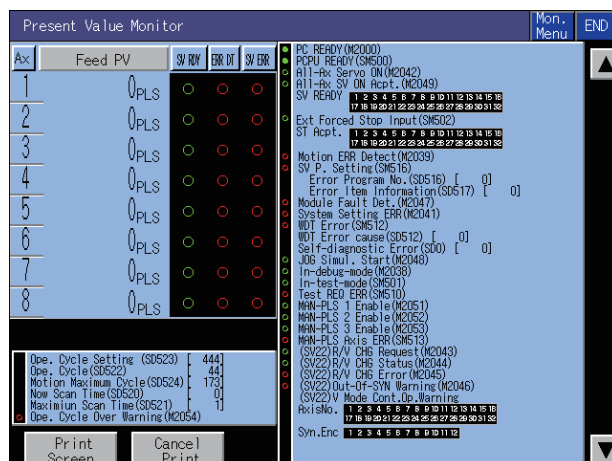 Present Value Monitor
Mon. Menu
END
Ax Feed PV SV RDY ERR DT SV ERR
1 0PLS
2 0PLS
3 0PLS
4 0PLS
5 0PLS
6 0PLS
7 0PLS
8 0PLS
Ope. Cycle Setting (SD523) [ 444]
Ope. Cycle(SD522) [ 44]
Motion Maximum Cycle(SD524) [ 173]
Now Scan Time(SD520) [ 0]
Maximiun Scan Time(SD521) [ 1]
Ope. Cycle Over Warning(M2054)
Print Screen
Cancel Print
PC READY(M2000)
PCPU READY(SM500)
All-Ax Servo ON(M2042)
All-Ax SV ON Acpt.(M2049)
SV READY 1 2 3 4 5 6 7 8 9 10 11 12 13 14 15 16
17 18 19 20 21 22 23 24 25 26 27 28 29 30 31 32
Ext Forced Stop Input(SM502)
ST Acpt. 1 2 3 4 5 6 7 8 9 10 11 12 13 14 15 16
17 18 19 20 21 22 23 24 25 26 27 28 29 30 31 32
Motion ERR Detect(M2039)
SV P. Setting(SM516)
Error Program No.(SD516) [ 0]
Error Item Information(SD517) [ 0]
Module Fault Det.(M2047)
System Setting ERR(M2041)
WDT Error(SM512)
WDT Error cause(SD512) [ 0]
Self-diagnostic Error(SD0) [ 0]
JOG Simul. Start(M2048)
In-debug-mode(M2038)
In-test-mode(SM501)
Test REQ ERR(SM510)
MAN-PLS 1 Enable(M2051)
MAN-PLS 2 Enable(M2052)
MAN-PLS 3 Enable(M2053)
MAN-PLS Axis ERR(SM513)
(SV22)R/V CHG Request(M2043)
(SV22)R/V CHG Status(M2044)
(SV22)R/V CHG Error(M2045)
(SV22)Out-Of-SYN Warning(M2046)
(SV22)V Mode Cont.Op.Warning
AxisNo. 1 2 3 4 5 6 7 8 9 10 11 12 13 14 15 16
17 18 19 20 21 22 23 24 25 26 27 28 29 30 31 32
Syn.Enc 1 2 3 4 5 6 7 8 9 10 11 12